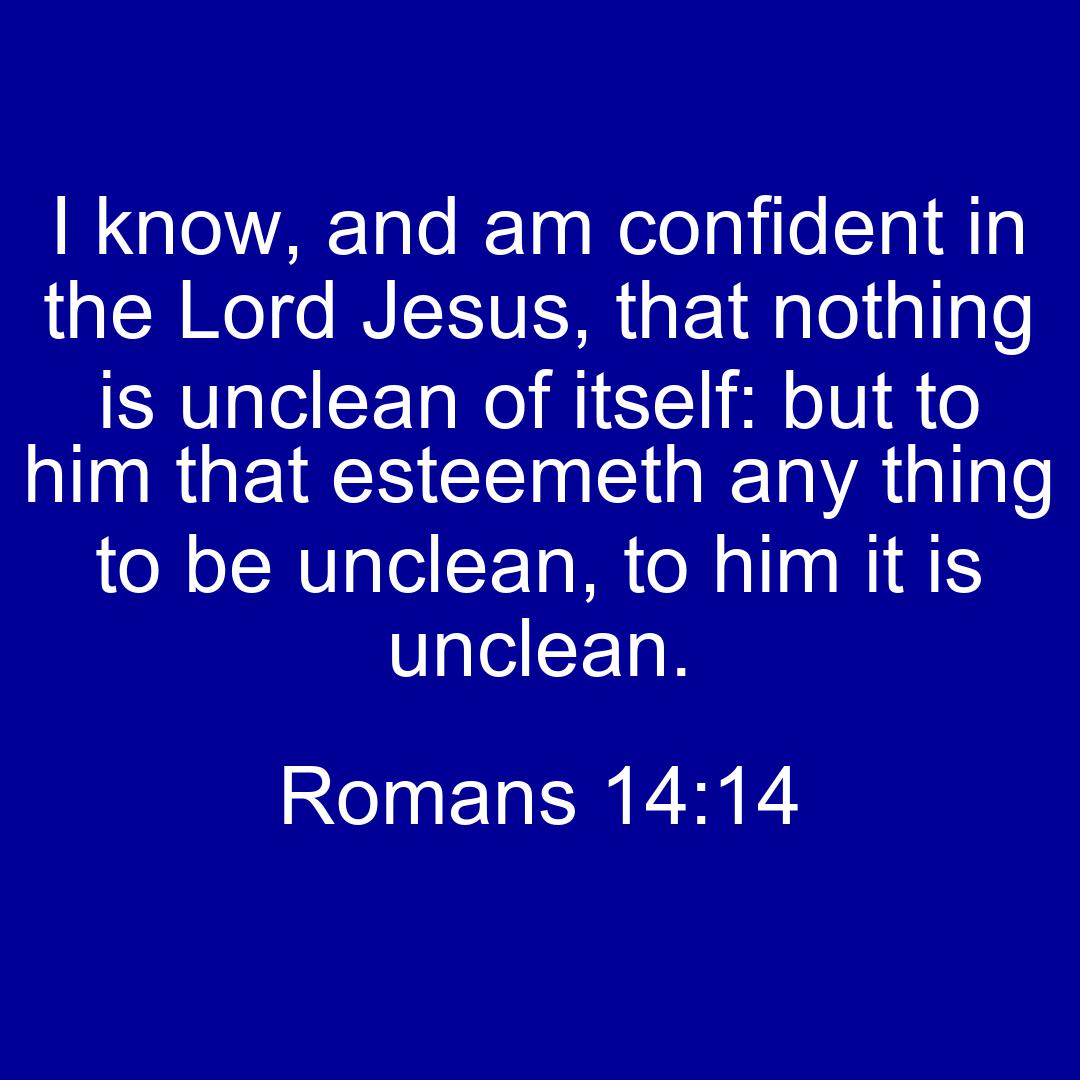 I know, and am confident in
the Lord Jesus, that nothing
is unclean of itself: but to
him that esteemeth any thing
to be unclean, to him it is
unclean.
Romans 14:14